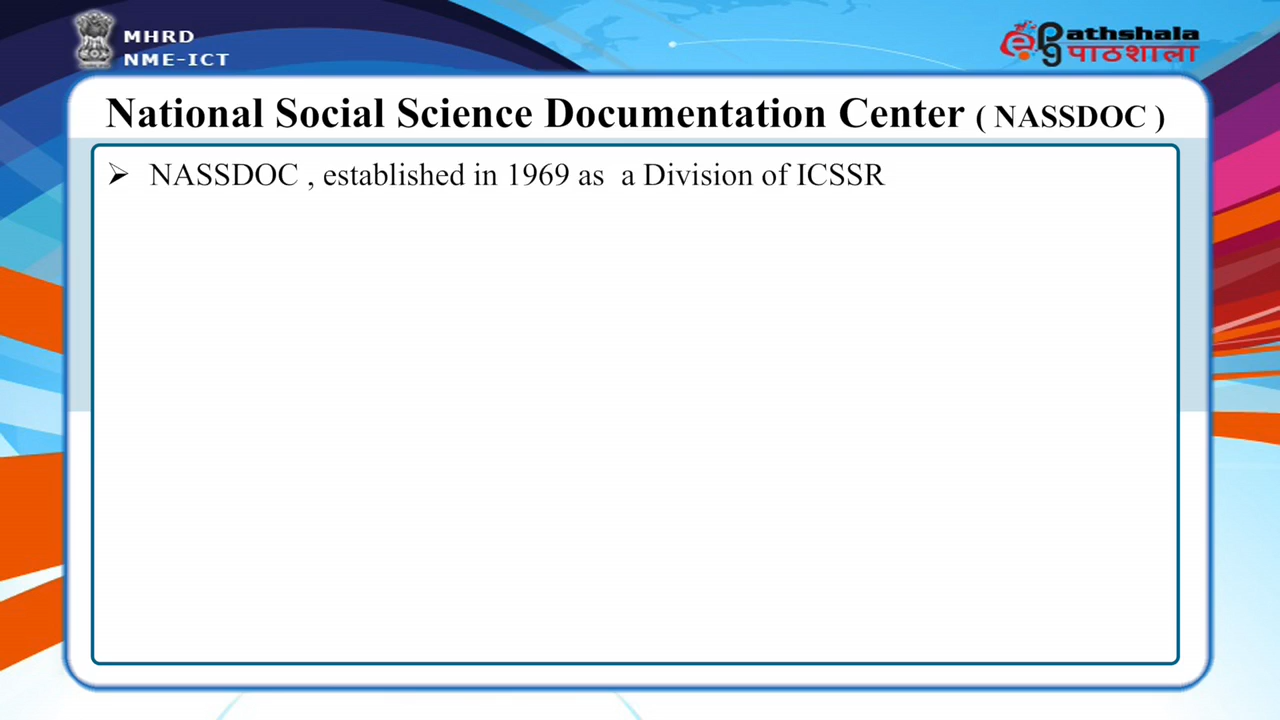 MHRD
NME-ICT
ePG Pathshala
पाठशाला
National Social Science Documentation Center ( NASSDOC )
NASSDOC , established in 1969 as a Division of ICSSR